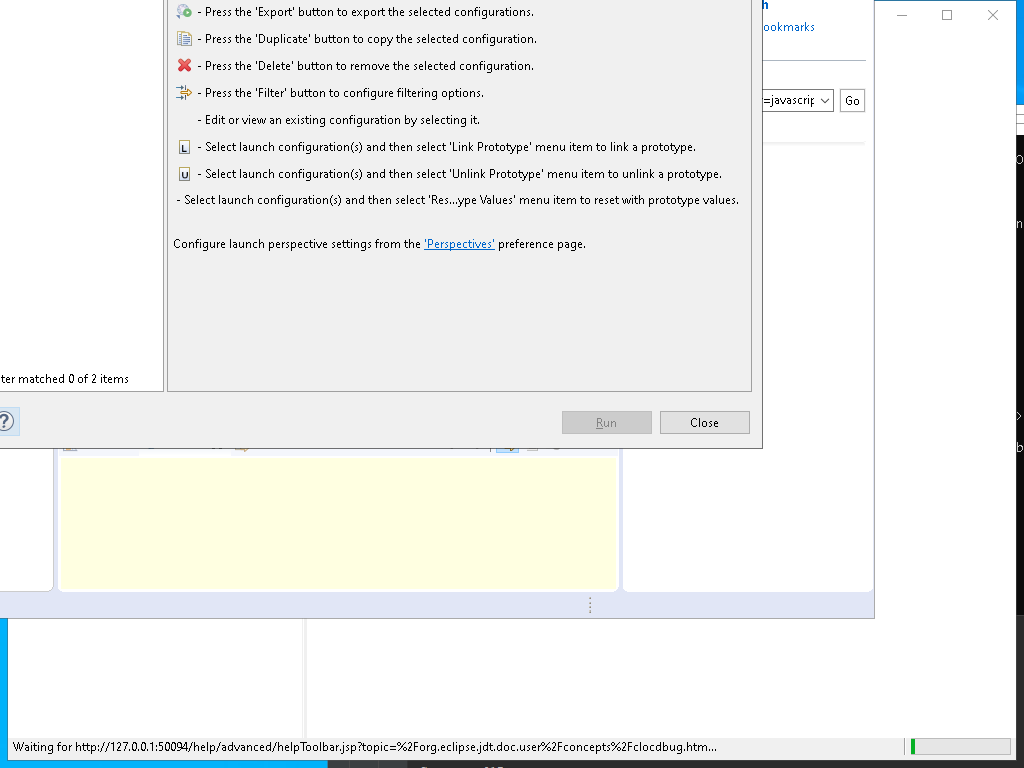 - Press the 'Export' button to export the selected configurations.
- Press the 'Duplicate' button to copy the selected configuration.
- Press the 'Delete' button to remove the selected configuration.
- Press the 'Filter' button to configure filtering options.
- Edit or view an existing configuration by selecting it.
L - Select launch configuration(s) and then select 'Link Prototype' menu item to link a prototype.
U - Select launch configuration(s) and then select 'Unlink Prototype' menu item to unlink a prototype.
- Select launch configuration(s) and then select 'Res...ype Values' menu item to reset with prototype values.
Configure launch perspective settings from the 'Perspectives' preference page.
ter matched 0 of 2 items
?
Run
Close
h
ookmarks
=javascrip
Go
n
b
Waiting for http://127.0.0.1:50094/help/advanced/helpToolbar.jsp?topic=%2Forg.eclipse.jdt.doc.user%2Fconcepts%2Fclocdbug.htm...